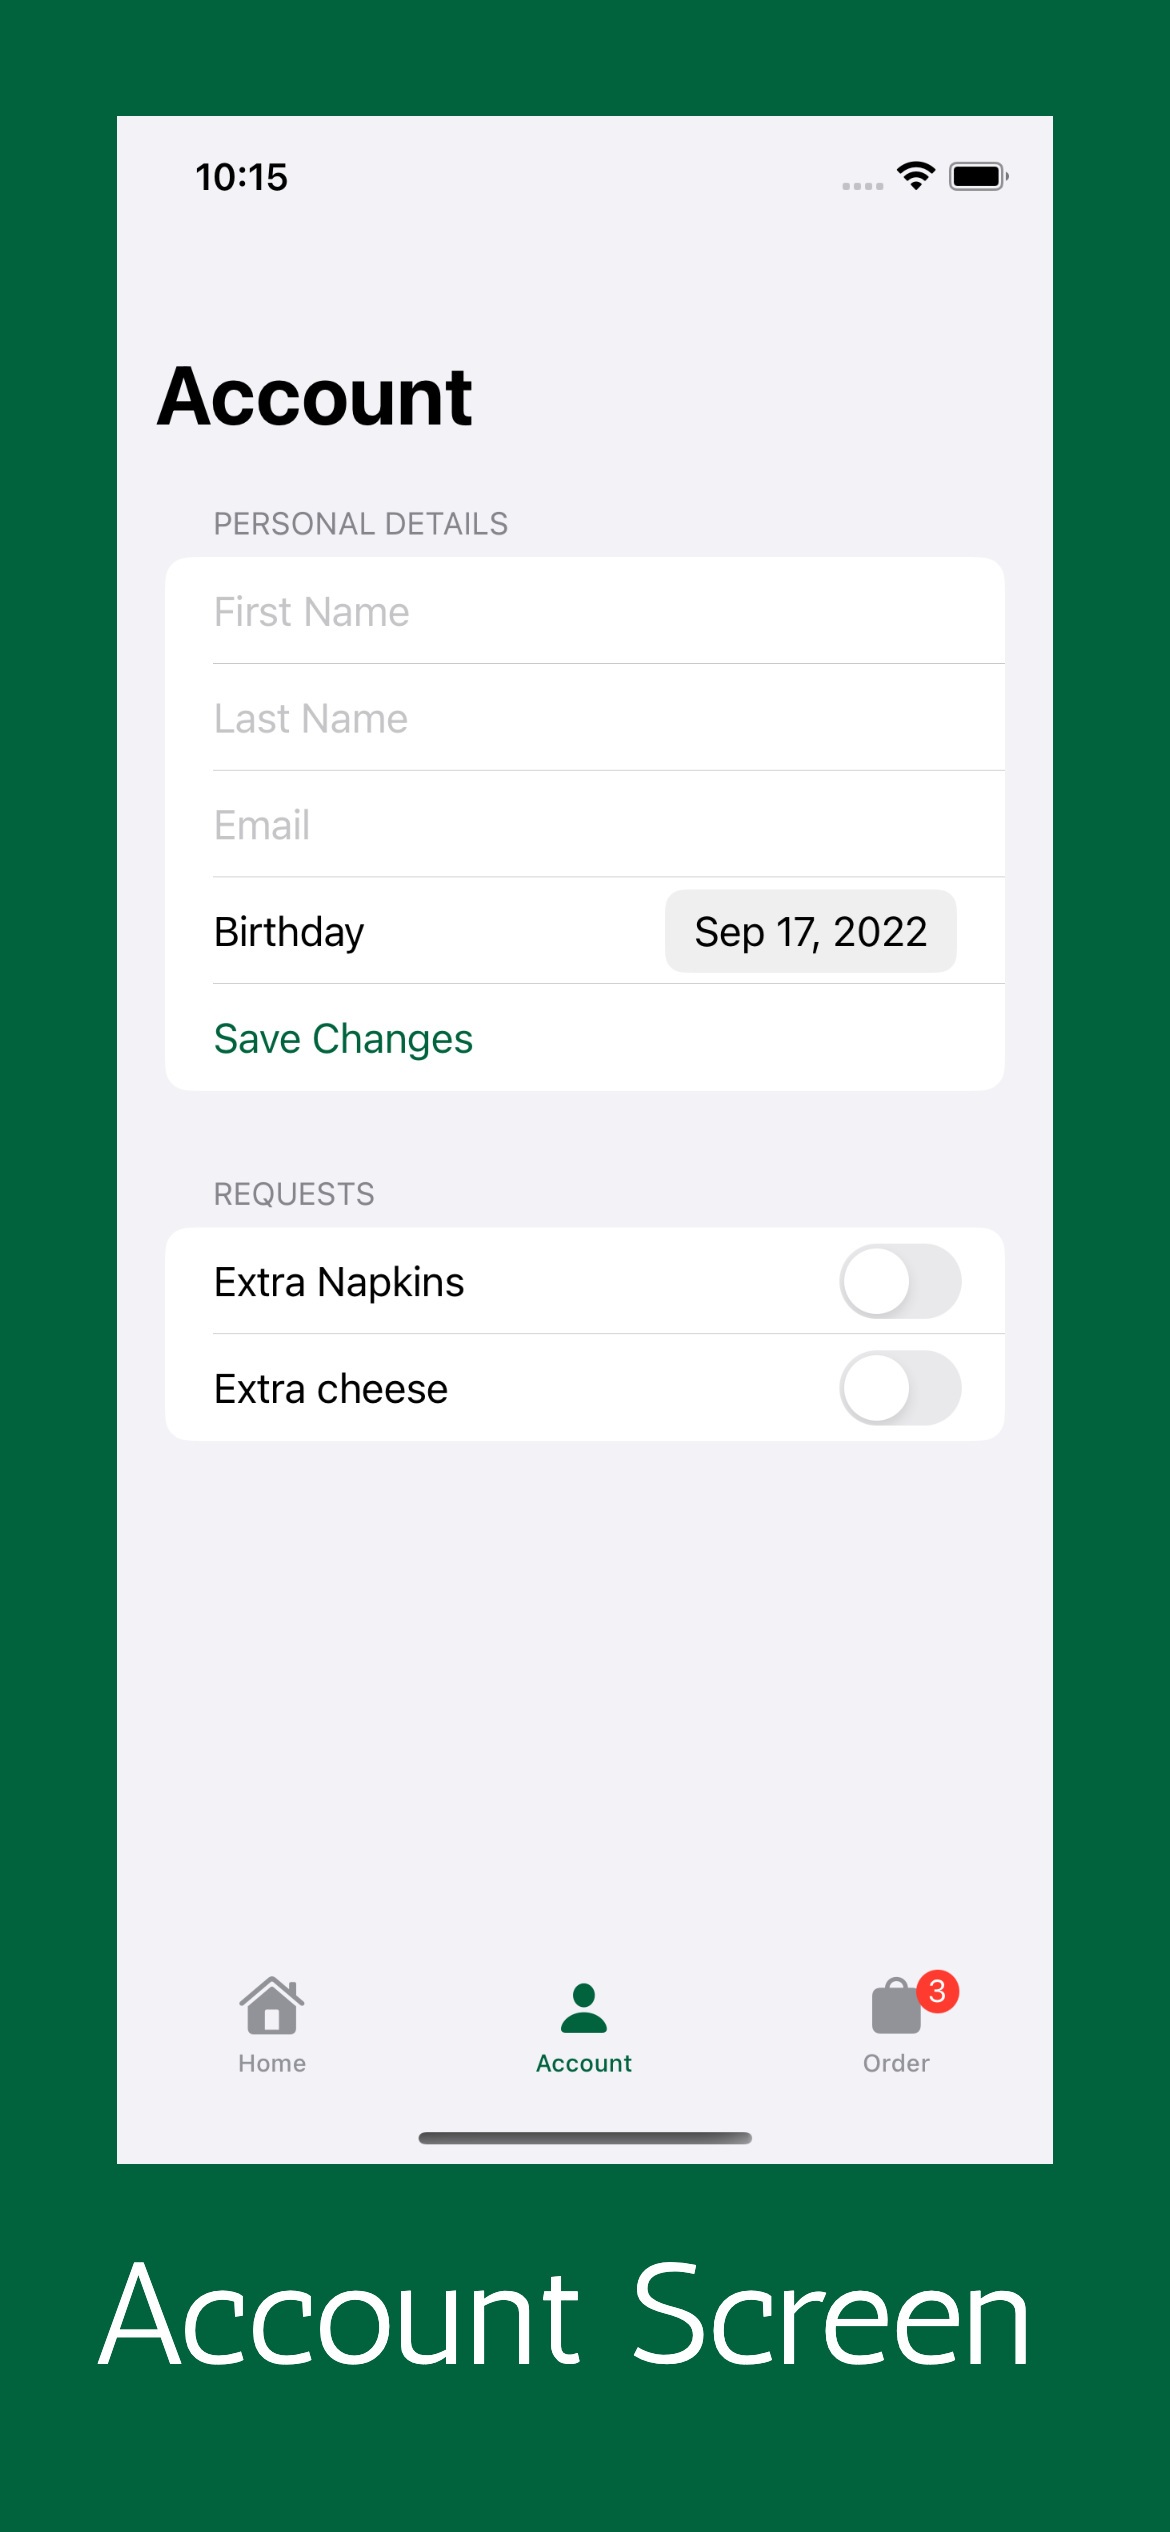 10:15
Account
PERSONAL DETAILS
First Name
Last Name
Email
Birthday Sep 17, 2022
Save Changes
REQUESTS
Extra Napkins
Extra cheese
3
Home Account Order
Account Screen